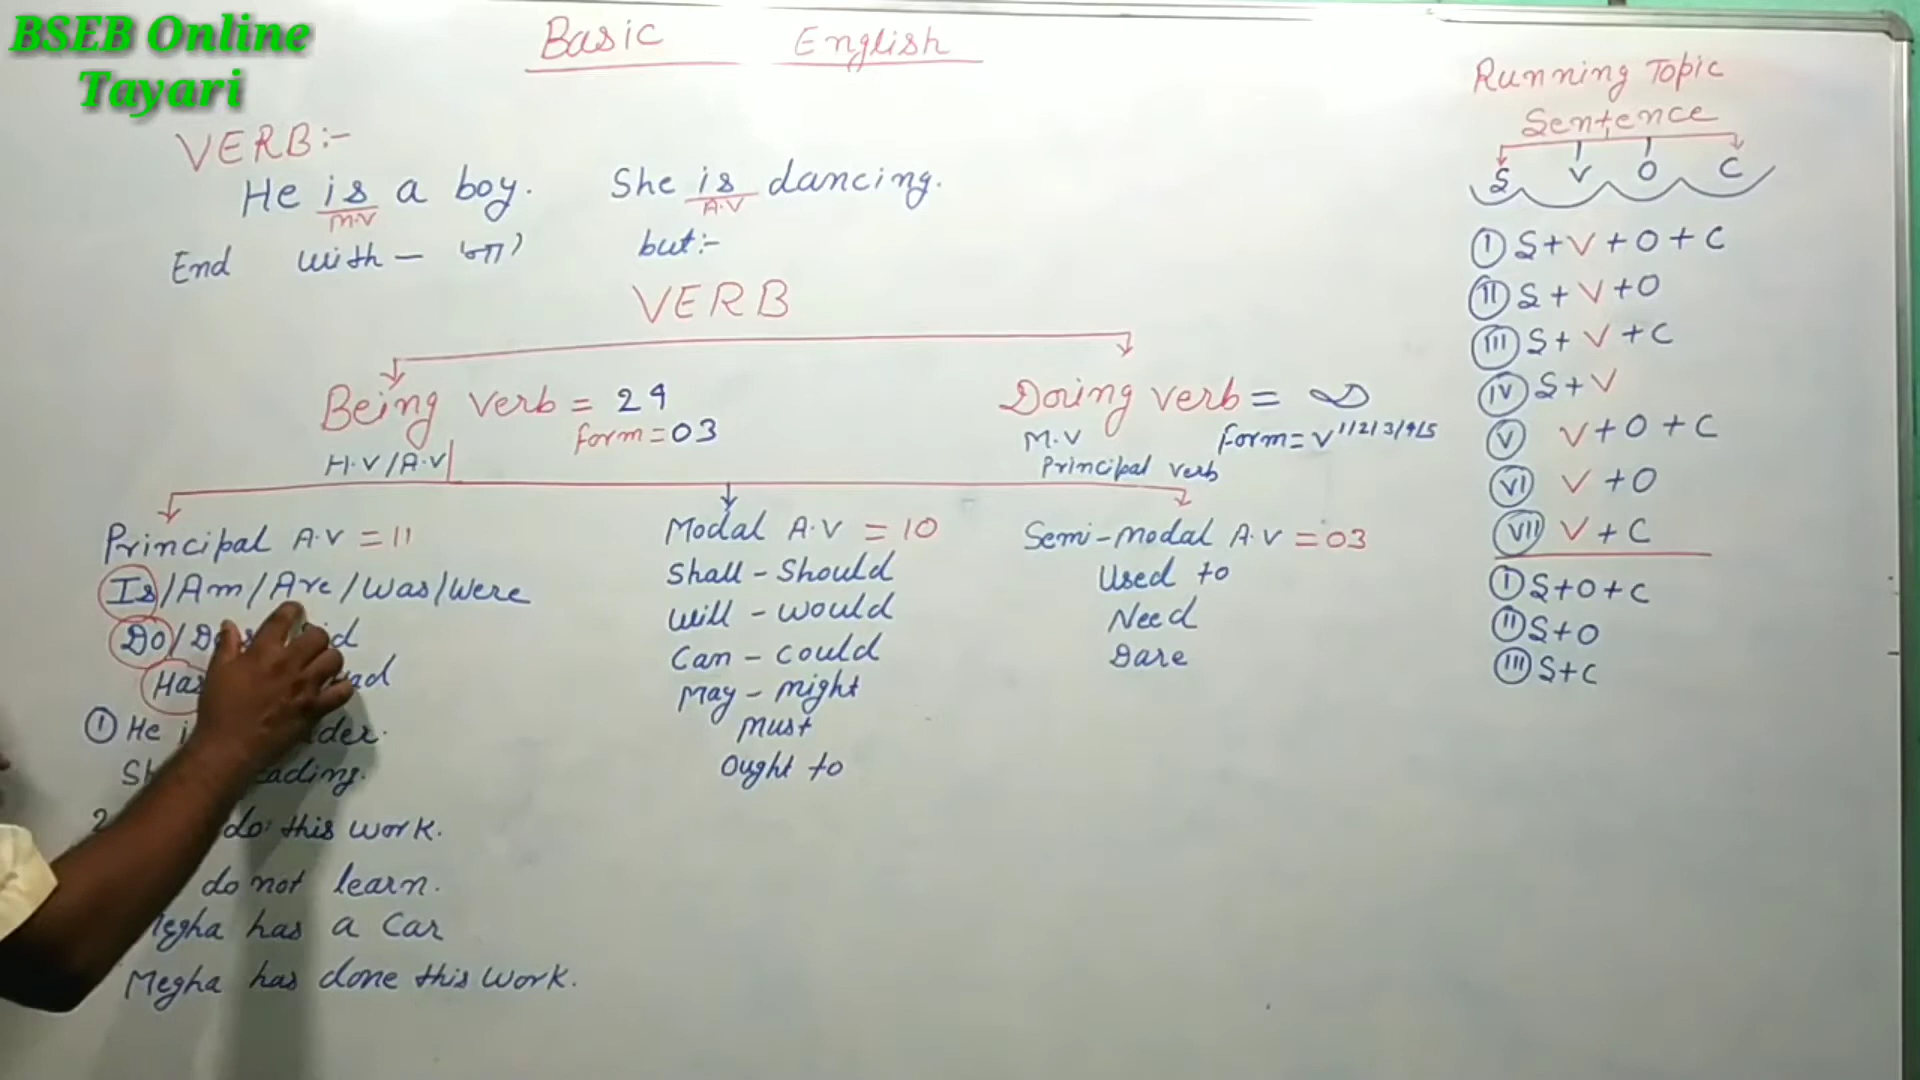 BSEB Online
Tayari
Basic English
VERB:-
He is a boy. She is dancing.
M.V A.V
End with – 'ना' but:-
VERB
Being verb = 24
form = 03
H.V/A.V
Doing verb = ∞
M.V form = V1/2/3/4/5
Principal verb
Principal A.V = 11
Is/Am/Are/Was/Were
Do/
Modal A.V = 10
Shall - Should
Will - Would
Can - Could
May - Might
Must
Ought to
Semi-modal A.V = 03
Used to
Need
Dare
① He
do this work.
do not learn.
has a Car
Megha has done this work.
Running Topic
Sentence
S V O C
① S+V+O+C
② S+V+O
③ S+V+C
④ S+V
⑤ V+O+C
⑥ V+O
⑦ V+C
① S+O+C
② S+O
③ S+C